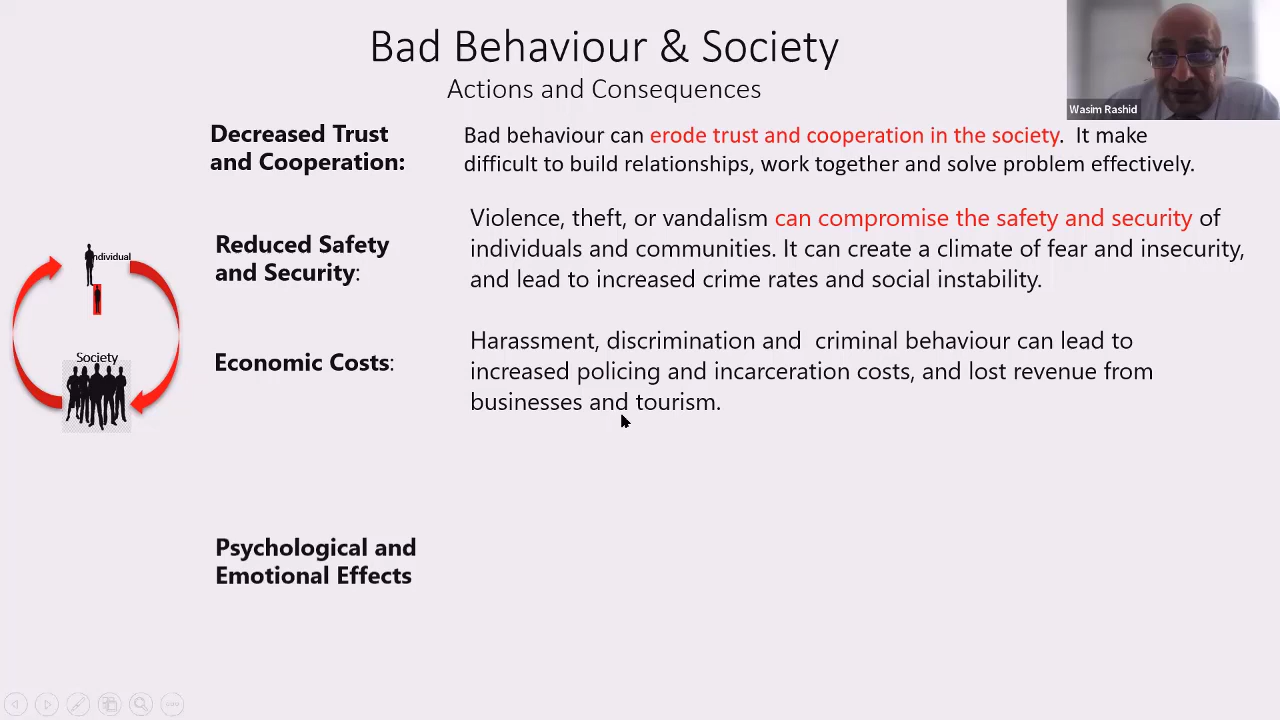 Bad Behaviour & Society
Actions and Consequences
Wasim Rashid
Decreased Trust
and Cooperation:
Bad behaviour can erode trust and cooperation in the society. It make
difficult to build relationships, work together and solve problem effectively.
Reduced Safety
and Security:
Violence, theft, or vandalism can compromise the safety and security of
individuals and communities. It can create a climate of fear and insecurity,
and lead to increased crime rates and social instability.
Individual
Society
Economic Costs:
Harassment, discrimination and criminal behaviour can lead to
increased policing and incarceration costs, and lost revenue from
businesses and tourism.
Psychological and
Emotional Effects